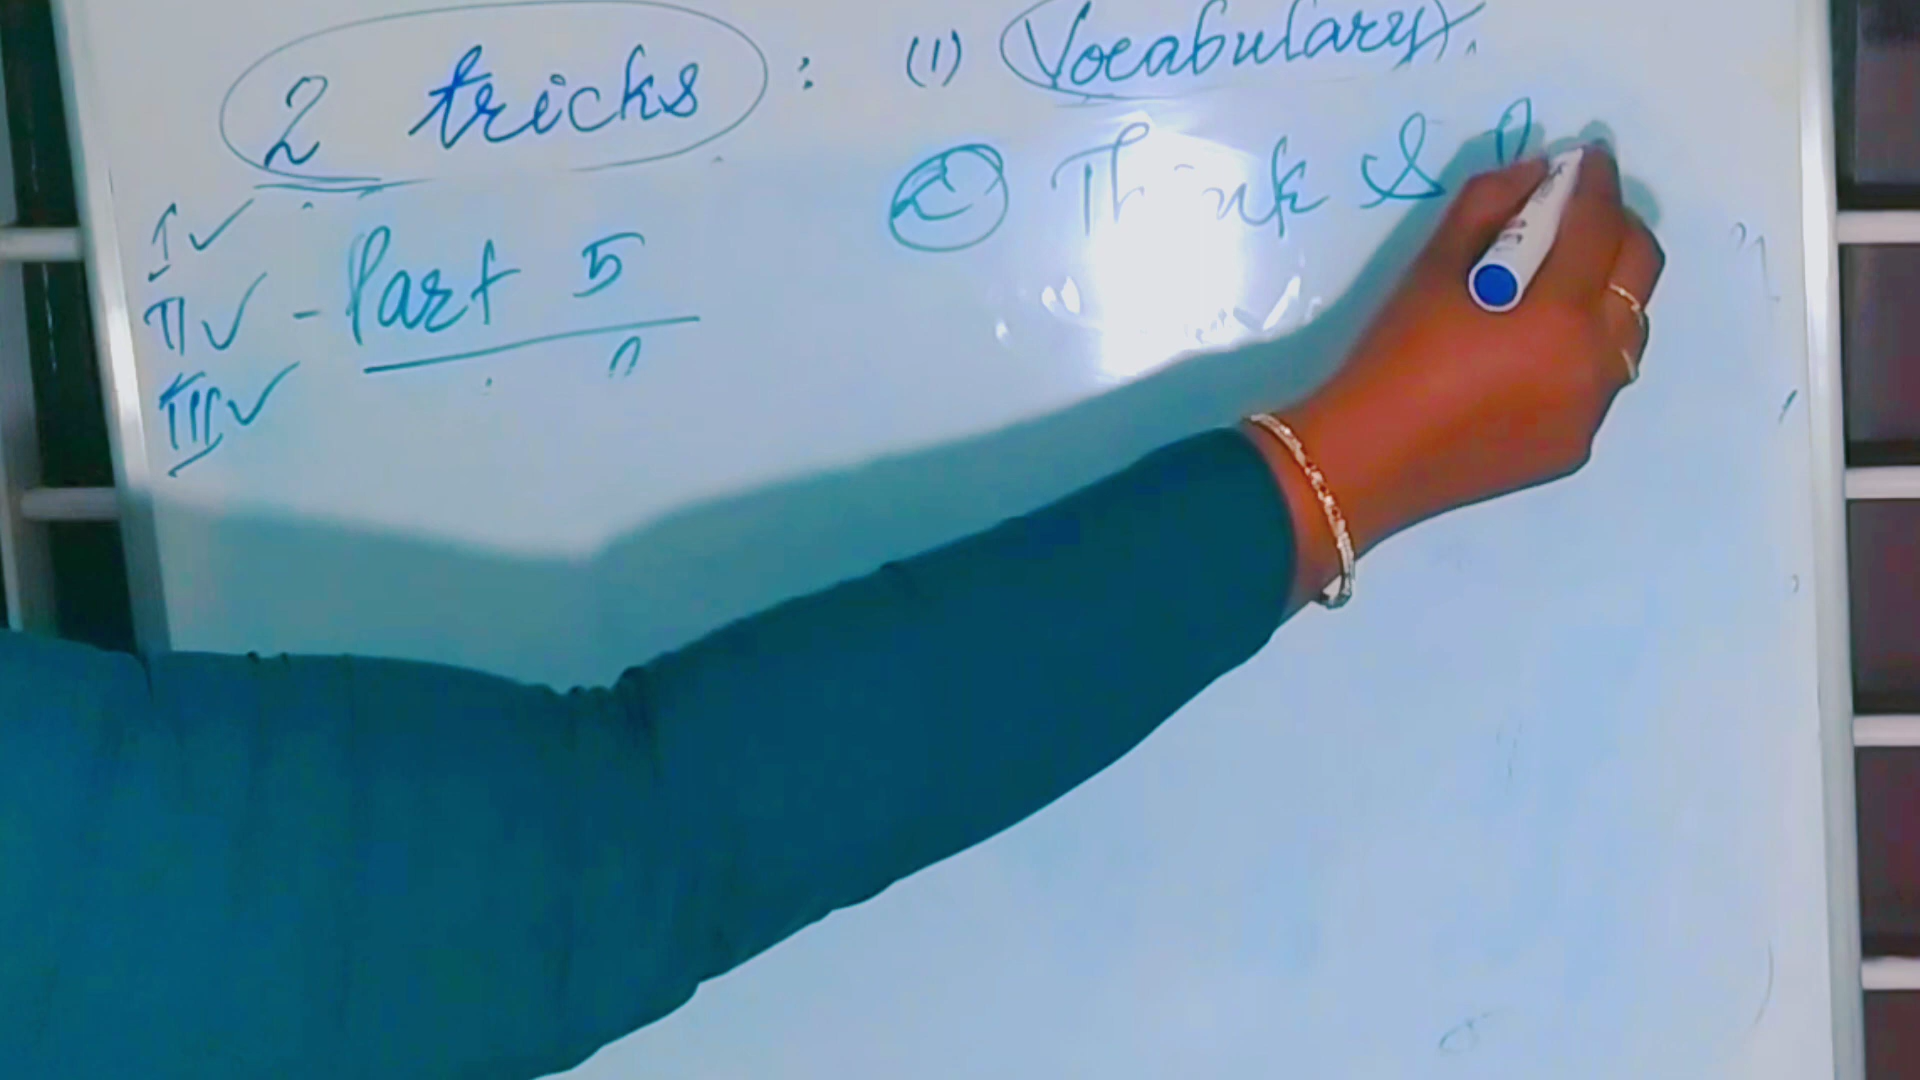 2 tricks : (1) Vocabulary.
② Think &
I ✓
II ✓ - Part 5
III ✓